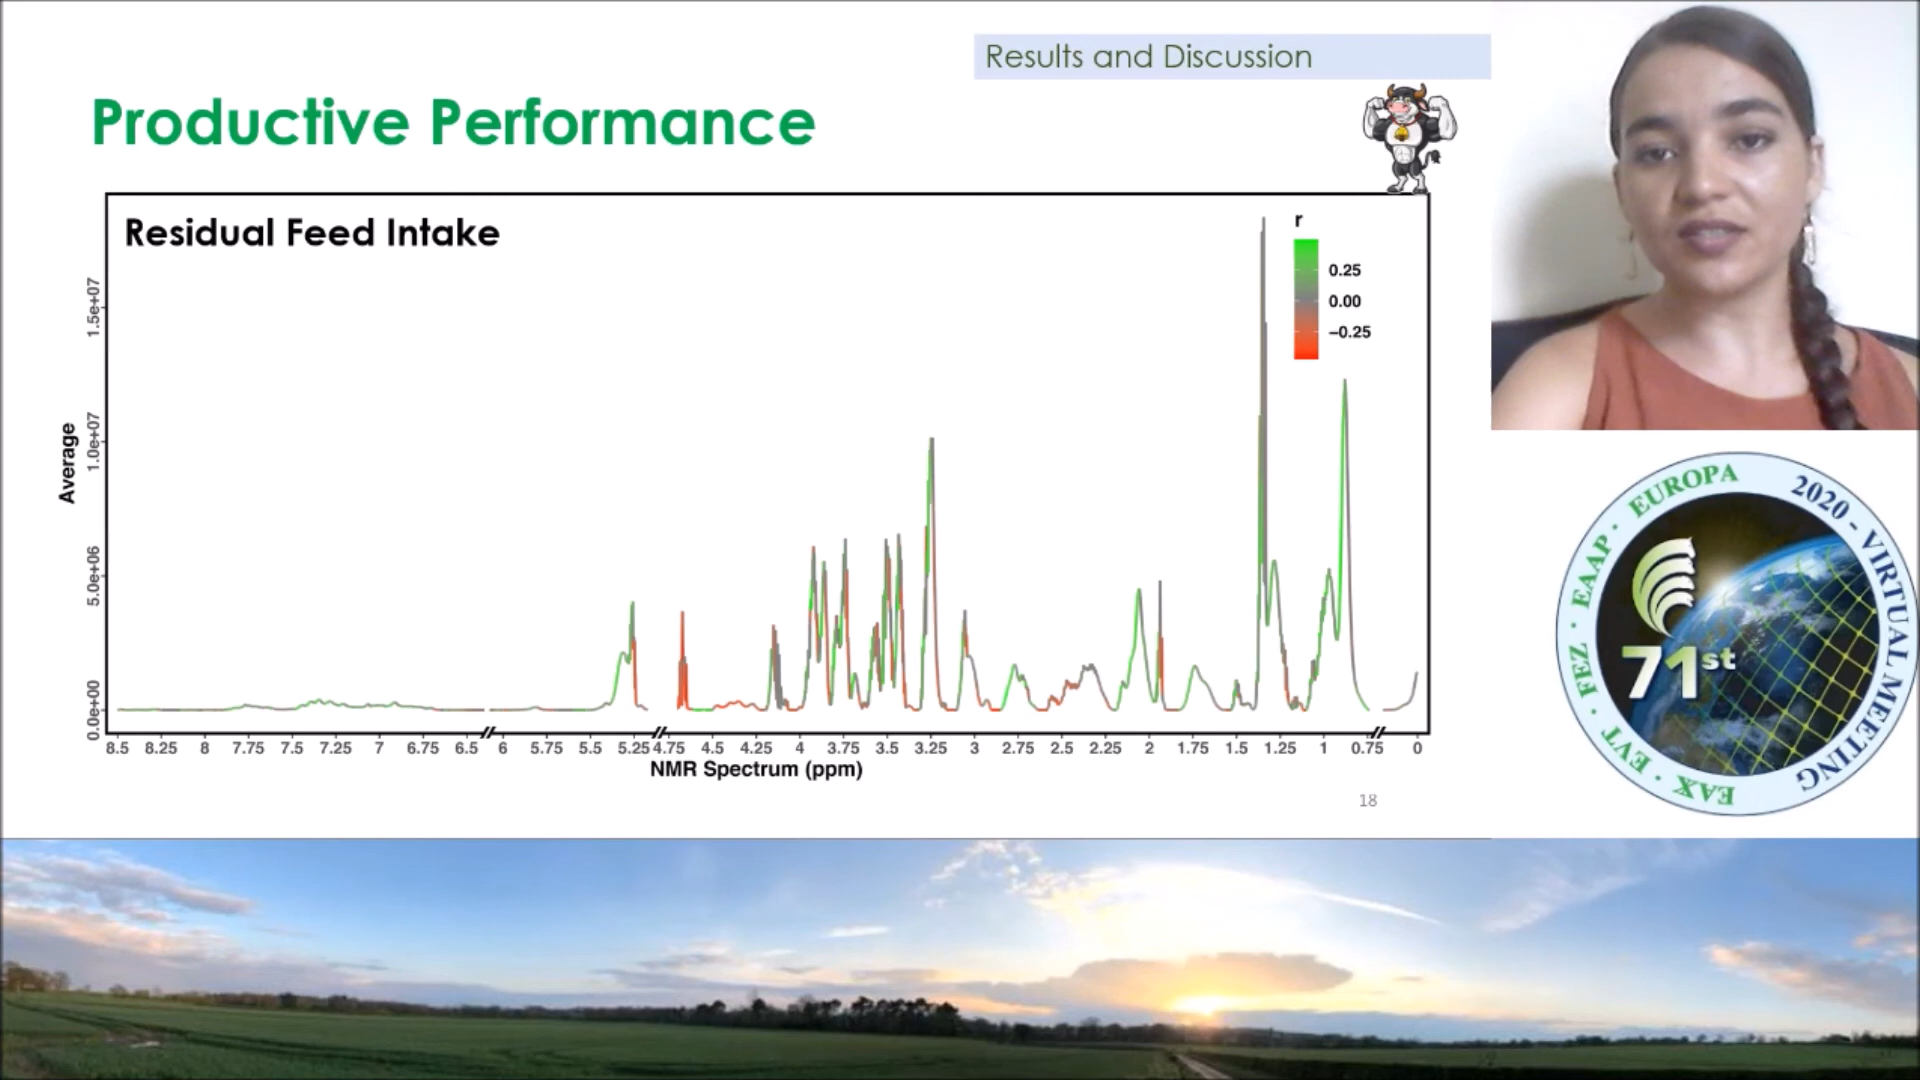 Results and Discussion
Productive Performance
Residual Feed Intake
r
0.25
0.00
−0.25
Average
1.5e+07
1.0e+07
5.0e+06
0.0e+00
8.5 8.25 8 7.75 7.5 7.25 7 6.75 6.5 6 5.75 5.5 5.25 4.75 4.5 4.25 4 3.75 3.5 3.25 3 2.75 2.5 2.25 2 1.75 1.5 1.25 1 0.75 0
NMR Spectrum (ppm)
18
EAX · EVT · FEZ · EAAP · EUROPA
2020 - VIRTUAL MEETING
71st